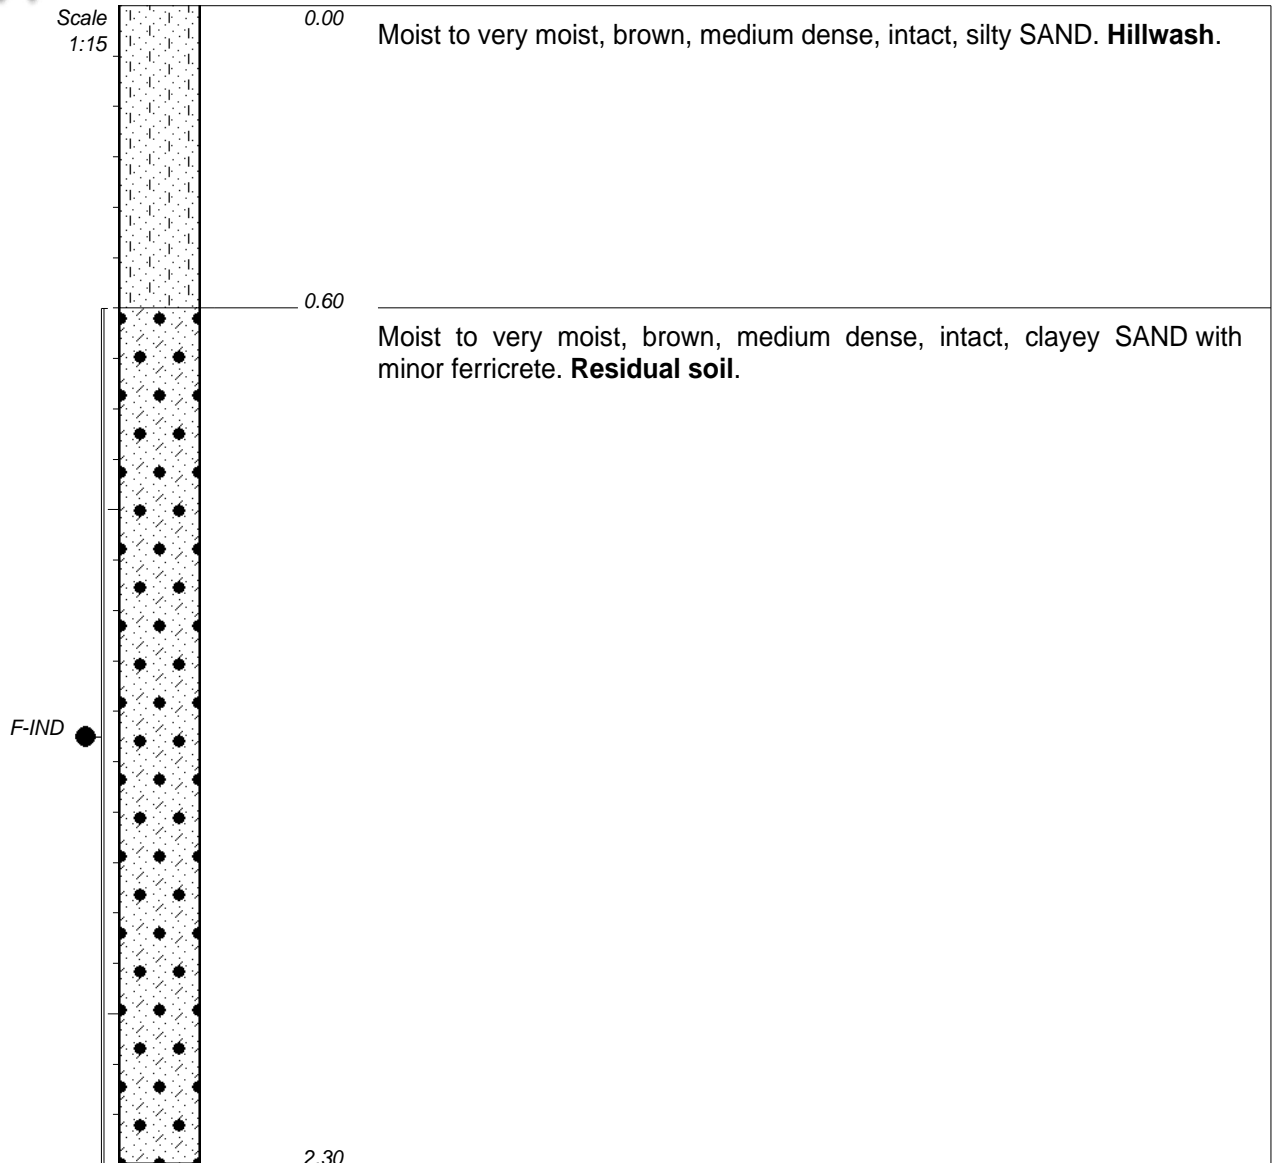 Scale
1:15
0.00
Moist to very moist, brown, medium dense, intact, silty SAND. Hillwash.
0.60
Moist to very moist, brown, medium dense, intact, clayey SAND with
minor ferricrete. Residual soil.
F-IND
2.30